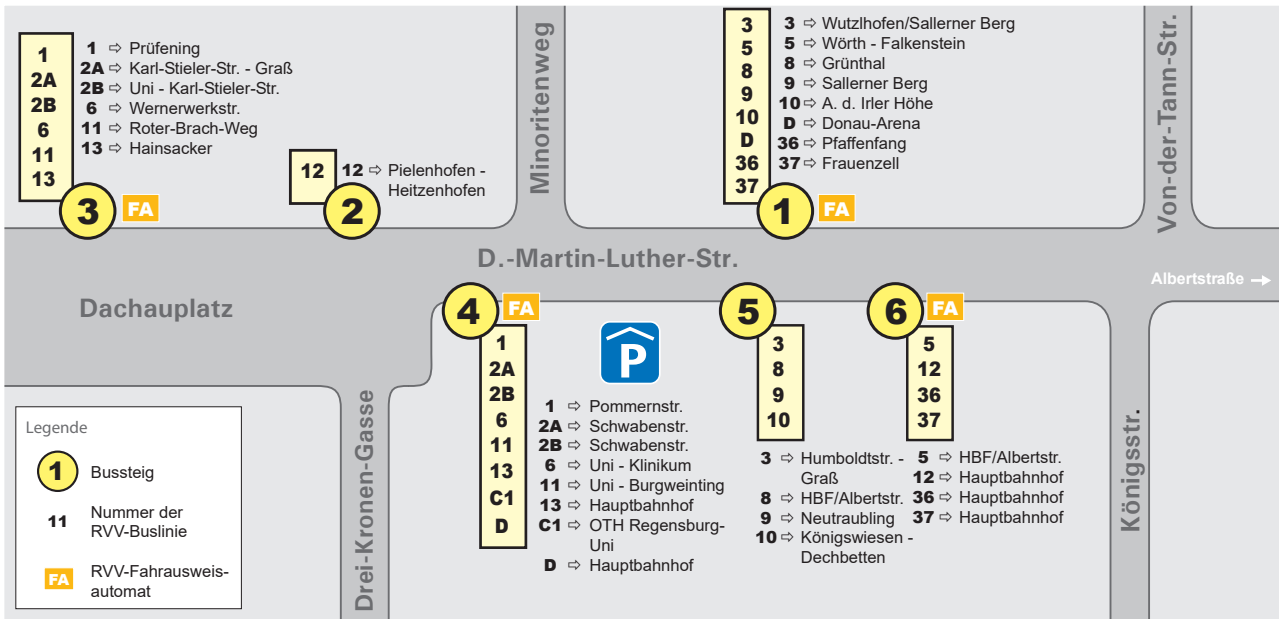 1
2A
2B
6
11
13
1 ⇨ Prüfening
2A ⇨ Karl-Stieler-Str. - Graß
2B ⇨ Uni - Karl-Stieler-Str.
6 ⇨ Wernerwerkstr.
11 ⇨ Roter-Brach-Weg
13 ⇨ Hainsacker
3
FA
12
12 ⇨ Pielenhofen -
Heitzenhofen
2
Minoritenweg
3
5
8
9
10
D
36
37
3 ⇨ Wutzlhofen/Sallerner Berg
5 ⇨ Wörth - Falkenstein
8 ⇨ Grünthal
9 ⇨ Sallerner Berg
10 ⇨ A. d. Irler Höhe
D ⇨ Donau-Arena
36 ⇨ Pfaffenfang
37 ⇨ Frauenzell
1
FA
Von-der-Tann-Str.
D.-Martin-Luther-Str.
Albertstraße →
Dachauplatz
4
FA
1
2A
2B
6
11
13
C1
D
P
1 ⇨ Pommernstr.
2A ⇨ Schwabenstr.
2B ⇨ Schwabenstr.
6 ⇨ Uni - Klinikum
11 ⇨ Uni - Burgweinting
13 ⇨ Hauptbahnhof
C1 ⇨ OTH Regensburg-
Uni
D ⇨ Hauptbahnhof
5
3
8
9
10
3 ⇨ Humboldtstr. -
Graß
8 ⇨ HBF/Albertstr.
9 ⇨ Neutraubling
10 ⇨ Königswiesen -
Dechbetten
6
FA
5
12
36
37
5 ⇨ HBF/Albertstr.
12 ⇨ Hauptbahnhof
36 ⇨ Hauptbahnhof
37 ⇨ Hauptbahnhof
Drei-Kronen-Gasse
Königsstr.
Legende
1 Bussteig
11 Nummer der
RVV-Buslinie
FA RVV-Fahrausweis-
automat